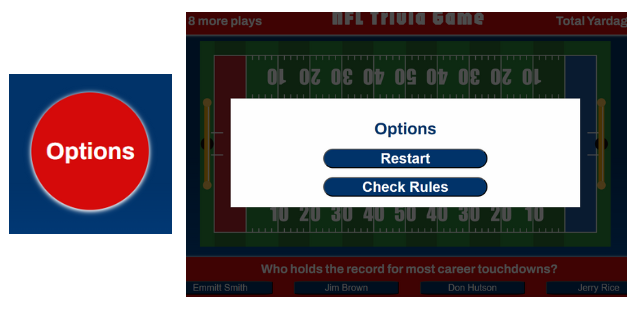 Options
8 more plays
NFL Trivia Game
Total Yardag
10 20 30 40 50 40 30 20 10
Options
Restart
Check Rules
10 20 30 40 50 40 30 20 10
Who holds the record for most career touchdowns?
Emmitt Smith
Jim Brown
Don Hutson
Jerry Rice